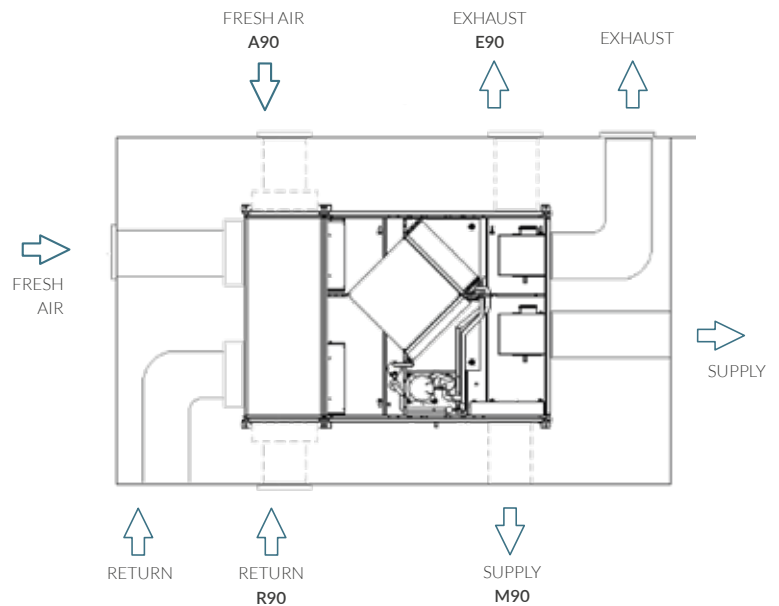 FRESH AIR
A90
EXHAUST
E90
EXHAUST
FRESH
AIR
SUPPLY
RETURN
RETURN
R90
SUPPLY
M90